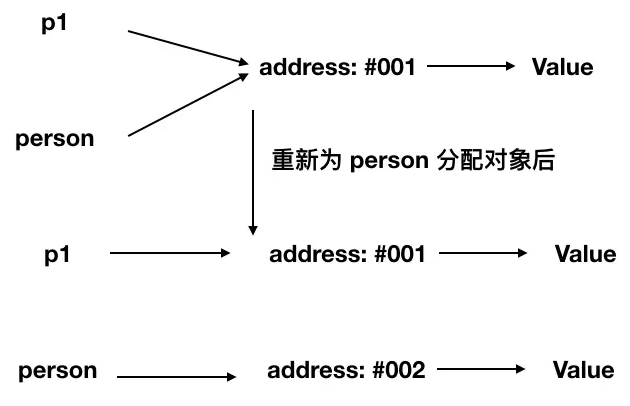 p1
address: #001 Value
person
重新为 person 分配对象后
p1 address: #001 Value
person address: #002 Value